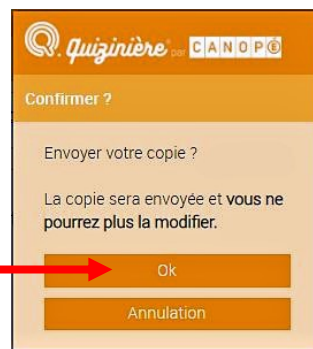 Quizinière par CANOPÉ
Confirmer ?
Envoyer votre copie ?
La copie sera envoyée et vous ne
pourrez plus la modifier.
Ok
Annulation